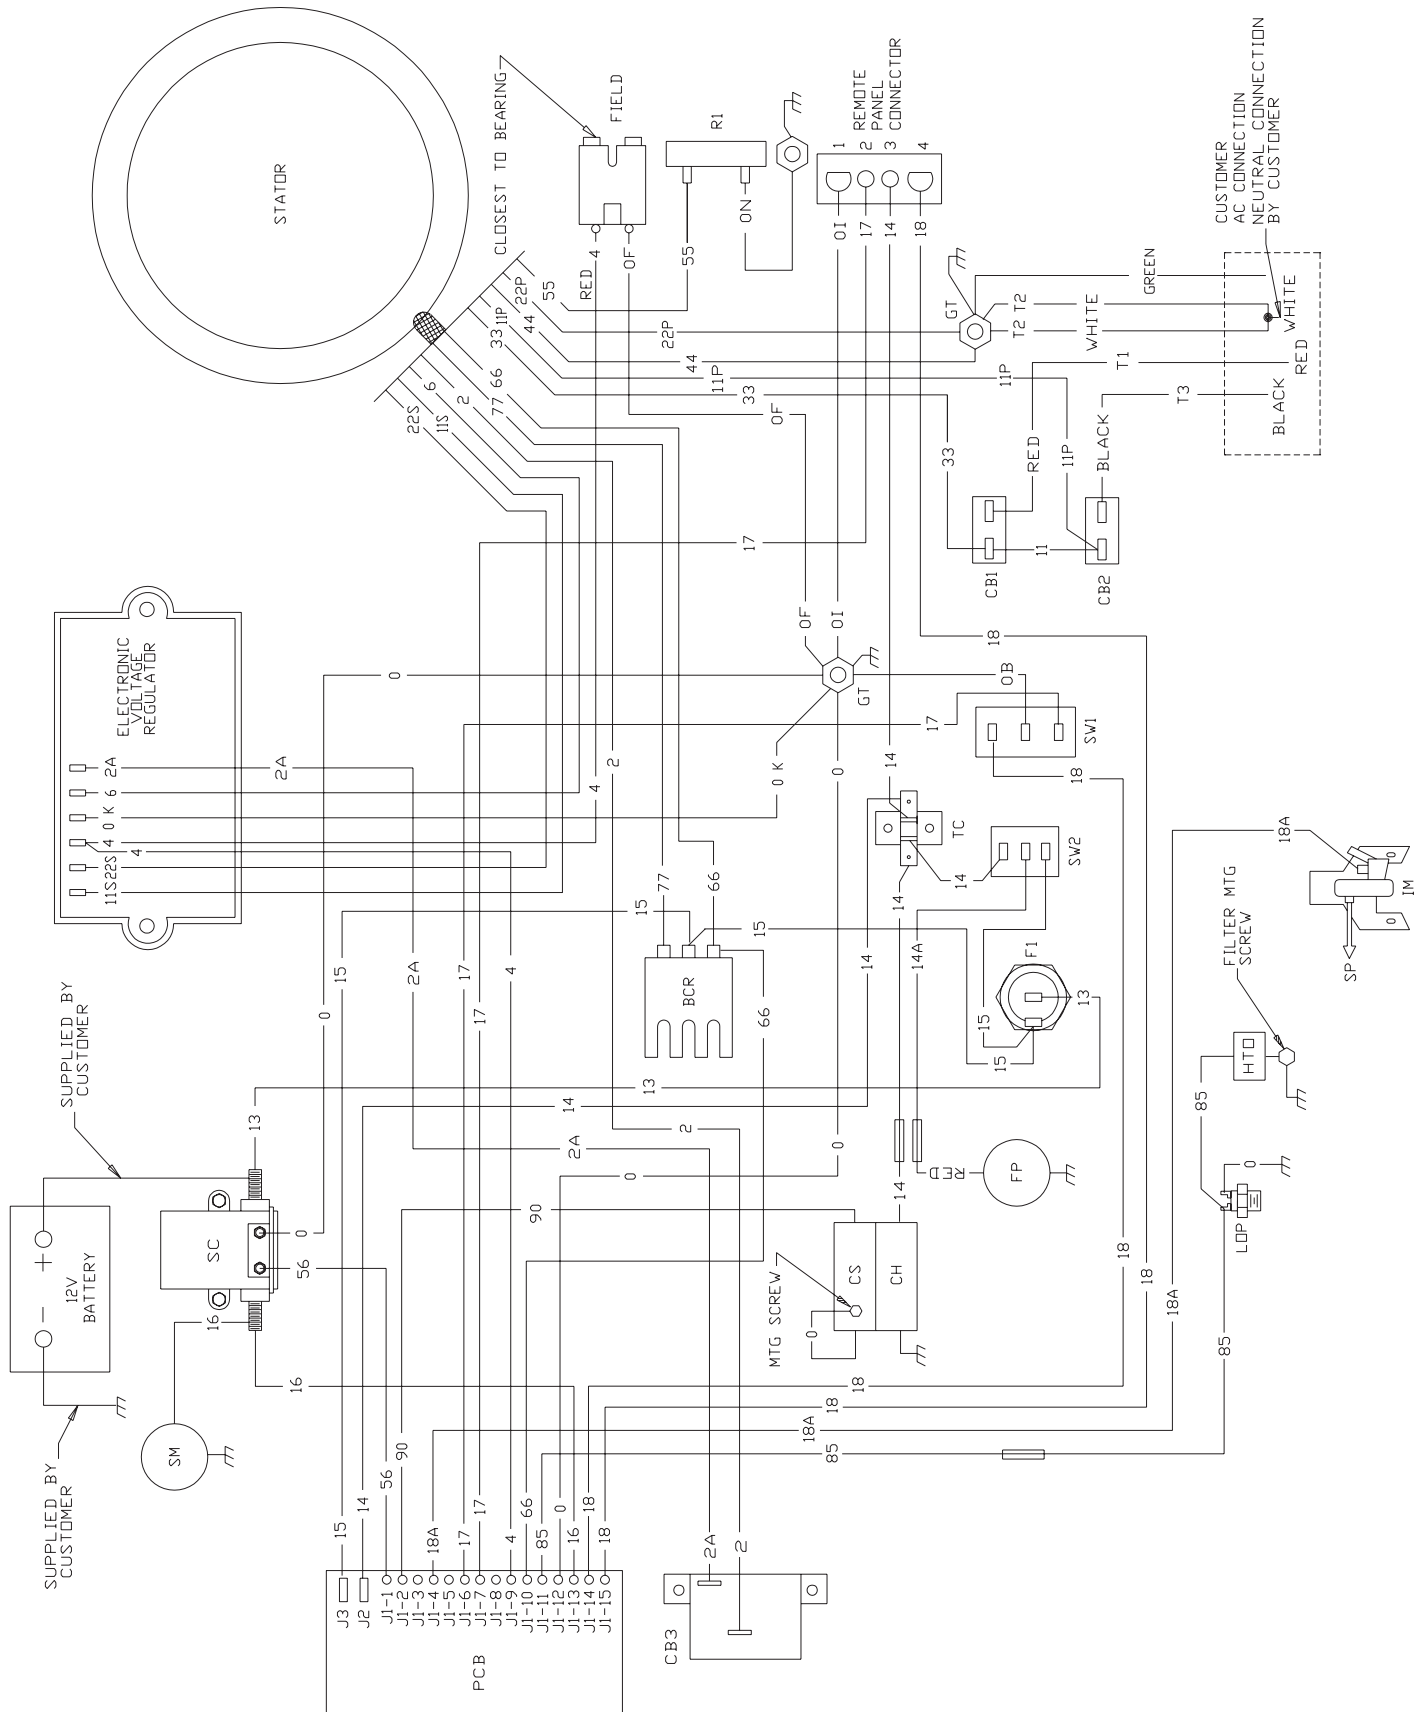 STATOR
CLOSEST TO BEARING
FIELD
R1
1
2
3
4
REMOTE
PANEL
CONNECTOR
CUSTOMER
AC CONNECTION
NEUTRAL CONNECTION
BY CUSTOMER
RED
4
0F
55
0N
0I
17
14
18
22S
11S
6
2
77
66
33
11P
44
22P
55
22P
44
11P
33
0F
GT
T2
T2
WHITE
GREEN
WHITE
RED
BLACK
T1
T3
11P
33
RED
11P
BLACK
11
CB1
CB2
17
0F
0I
18
GT
0B
17
SW1
18
ELECTRONIC
VOLTAGE
REGULATOR
2A
6
0 K
4
22S
11S
4
2A
0
2
4
0 K
0
14
TC
14
14
SW2
18A
0
0
IM
SP
FILTER MTG
SCREW
HTO
77
66
15
15
BCR
66
14
14A
F1
13
15
15
15
0
2A
17
17
4
SUPPLIED BY
CUSTOMER
13
13
14
2A
2
0
0
RED
FP
14
85
0
LOP
12V
BATTERY
+
−
SC
0
56
16
16
SM
SUPPLIED BY
CUSTOMER
90
MTG SCREW
CS
CH
0
18
18
18A
85
18
18
18A
85
15
14
56
90
18A
17
17
4
66
85
0
16
18
18
2A
2
J3
J2
J1-1
J1-2
J1-3
J1-4
J1-5
J1-6
J1-7
J1-8
J1-9
J1-10
J1-11
J1-12
J1-13
J1-14
J1-15
PCB
CB3